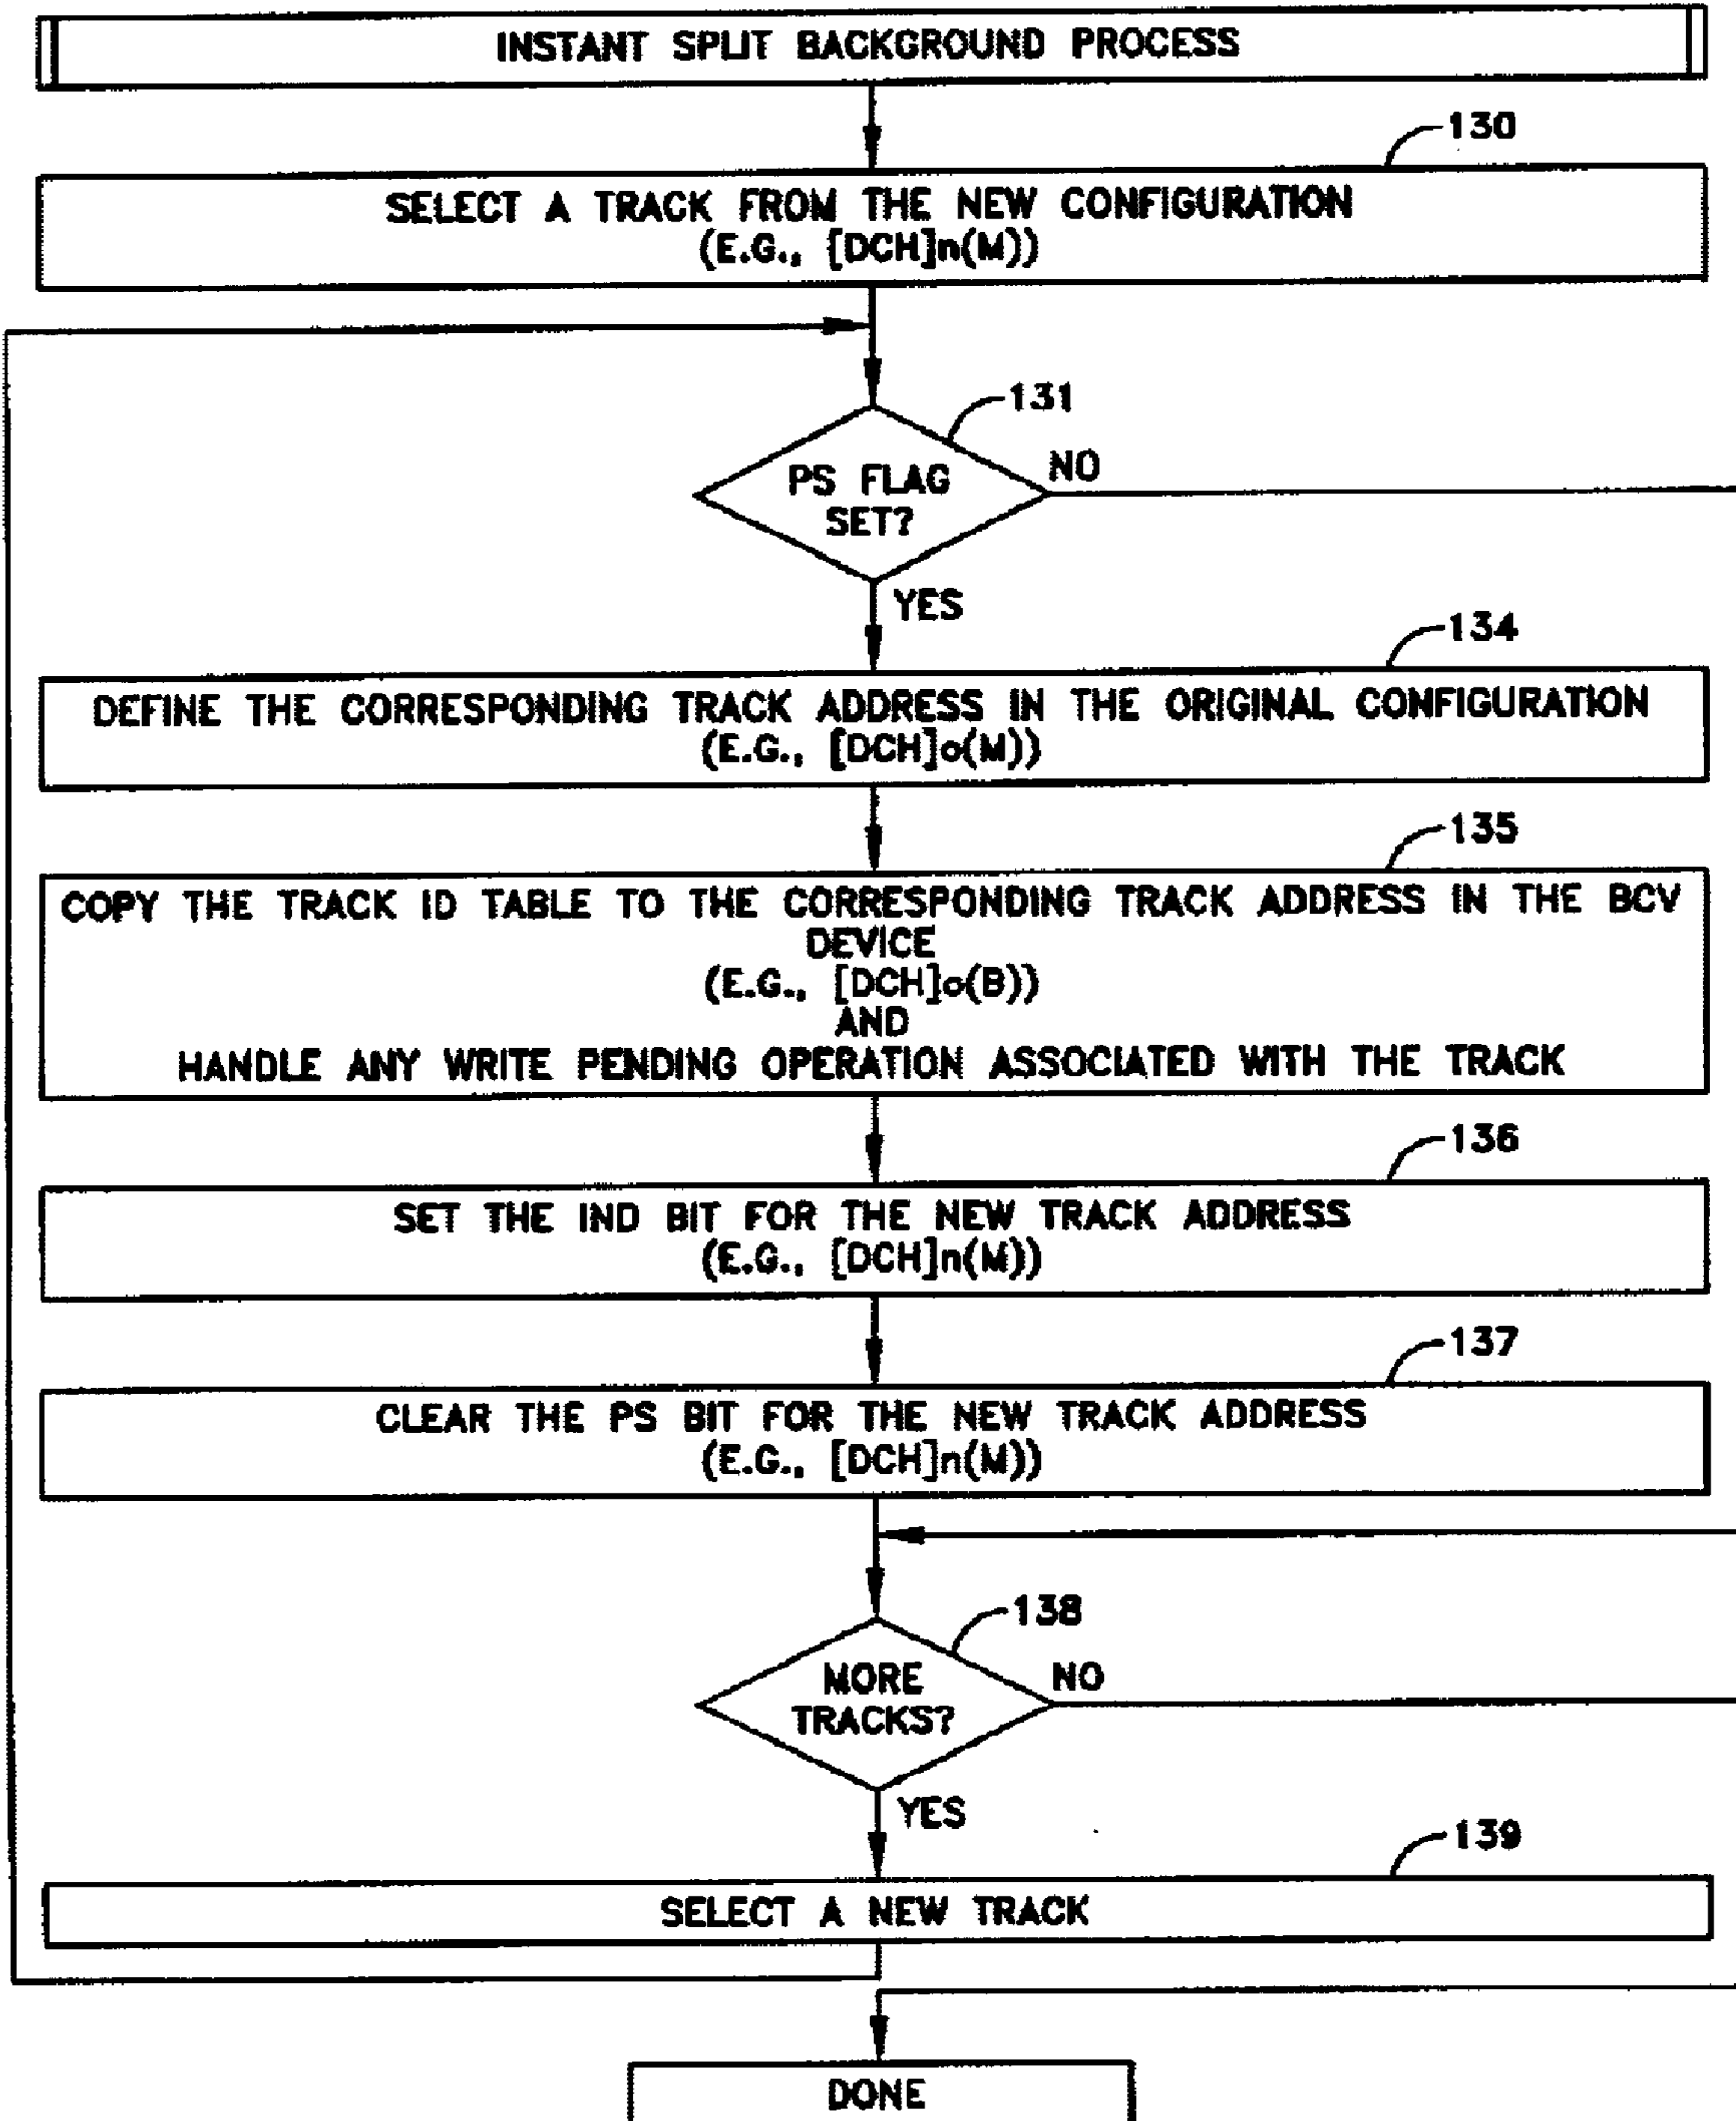 INSTANT SPLIT BACKGROUND PROCESS
130
SELECT A TRACK FROM THE NEW CONFIGURATION
(E.G., [DCH]n(M))
131
PS FLAG
SET?
NO
YES
134
DEFINE THE CORRESPONDING TRACK ADDRESS IN THE ORIGINAL CONFIGURATION
(E.G., [DCH]o(M))
135
COPY THE TRACK ID TABLE TO THE CORRESPONDING TRACK ADDRESS IN THE BCV
DEVICE
(E.G., [DCH]o(B))
AND
HANDLE ANY WRITE PENDING OPERATION ASSOCIATED WITH THE TRACK
136
SET THE IND BIT FOR THE NEW TRACK ADDRESS
(E.G., [DCH]n(M))
137
CLEAR THE PS BIT FOR THE NEW TRACK ADDRESS
(E.G., [DCH]n(M))
138
MORE
TRACKS?
NO
YES
139
SELECT A NEW TRACK
DONE